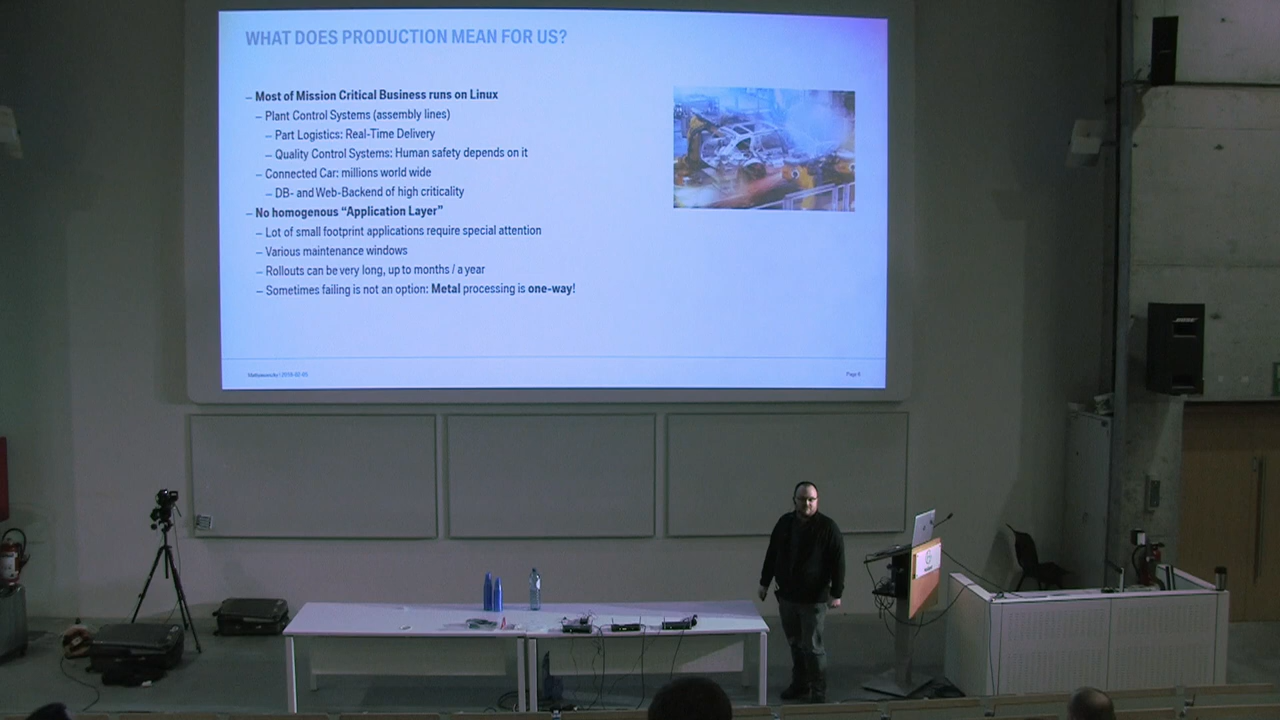 WHAT DOES PRODUCTION MEAN FOR US?
– Most of Mission Critical Business runs on Linux
– Plant Control Systems (assembly lines)
– Part Logistics: Real-Time Delivery
– Quality Control Systems: Human safety depends on it
– Connected Car: millions world wide
– DB- and Web-Backend of high criticality
– No homogenous “Application Layer”
– Lot of small footprint applications require special attention
– Various maintenance windows
– Rollouts can be very long, up to months / a year
– Sometimes failing is not an option: Metal processing is one-way!
Page 6
BOSE